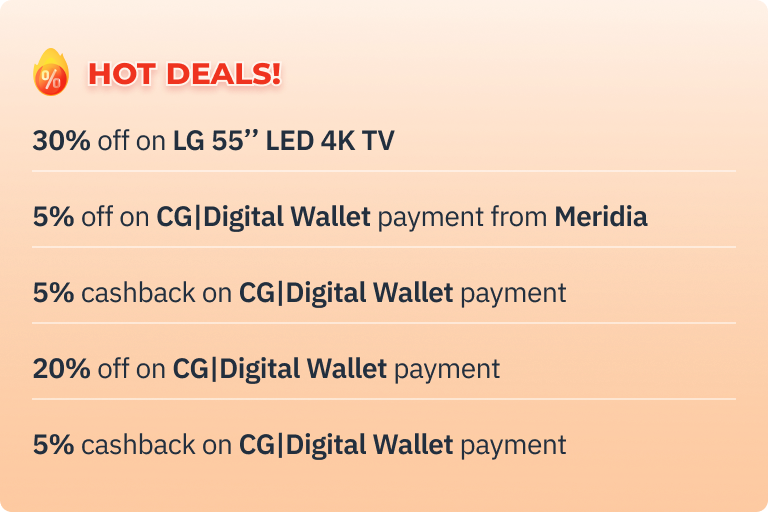 %
HOT DEALS!
30% off on LG 55’’ LED 4K TV
5% off on CG|Digital Wallet payment from Meridia
5% cashback on CG|Digital Wallet payment
20% off on CG|Digital Wallet payment
5% cashback on CG|Digital Wallet payment